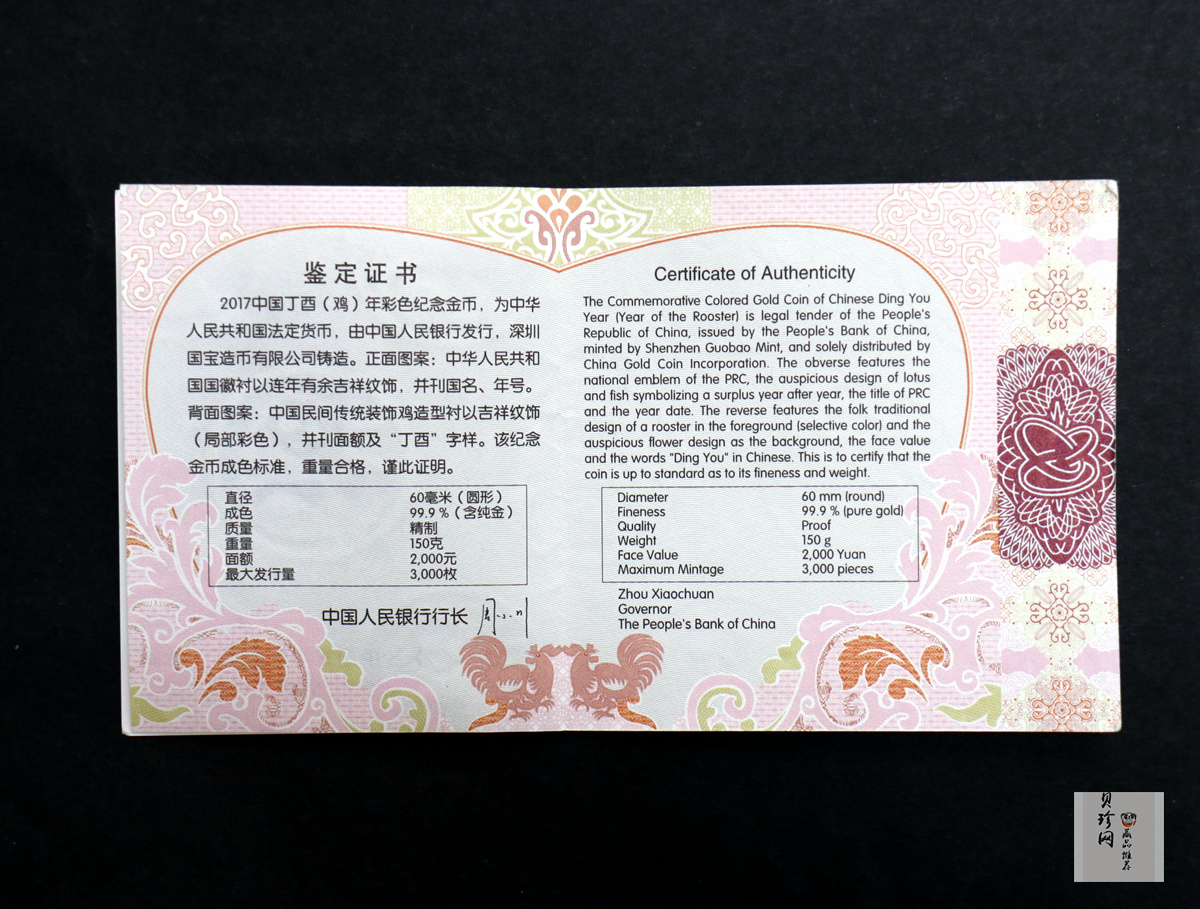 鉴定证书
2017中国丁酉（鸡）年彩色纪念金币，为中华
人民共和国法定货币，由中国人民银行发行，深圳
国宝造币有限公司铸造。正面图案：中华人民共和
国国徽衬以连年有余吉祥纹饰，并刊国名、年号。
背面图案：中国民间传统装饰鸡造型衬以吉祥纹饰
（局部彩色），并刊面额及“丁酉”字样。该纪念
金币成色标准，重量合格，谨此证明。
直径 60毫米（圆形）
成色 99.9％（含纯金）
质量 精制
重量 150克
面额 2,000元
最大发行量 3,000枚
中国人民银行行长
Certificate of Authenticity
The Commemorative Colored Gold Coin of Chinese Ding You
Year (Year of the Rooster) is legal tender of the People's
Republic of China, issued by the People's Bank of China,
minted by Shenzhen Guobao Mint, and solely distributed by
China Gold Coin Incorporation. The obverse features the
national emblem of the PRC, the auspicious design of lotus
and fish symbolizing a surplus year after year, the title of PRC
and the year date. The reverse features the folk traditional
design of a rooster in the foreground (selective color) and the
auspicious flower design as the background, the face value
and the words "Ding You" in Chinese. This is to certify that the
coin is up to standard as to its fineness and weight.
Diameter 60 mm (round)
Fineness 99.9 % (pure gold)
Quality Proof
Weight 150 g
Face Value 2,000 Yuan
Maximum Mintage 3,000 pieces
Zhou Xiaochuan
Governor
The People's Bank of China
贝珍网
藏品推荐